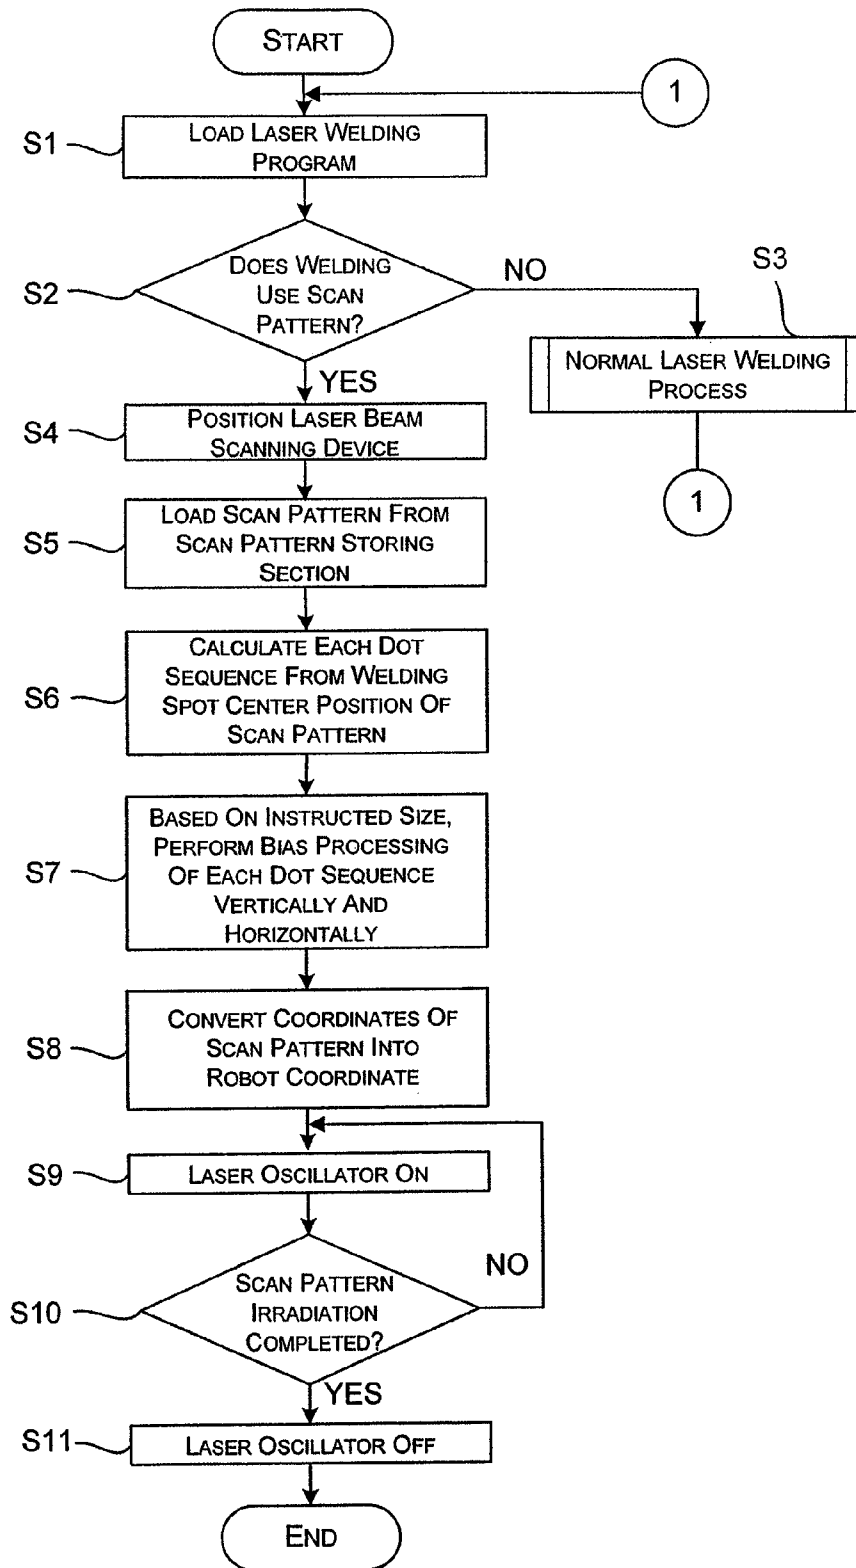 START
1
S1
LOAD LASER WELDING
PROGRAM
S2
DOES WELDING
USE SCAN
PATTERN?
NO
S3
NORMAL LASER WELDING
PROCESS
1
YES
S4
POSITION LASER BEAM
SCANNING DEVICE
S5
LOAD SCAN PATTERN FROM
SCAN PATTERN STORING
SECTION
S6
CALCULATE EACH DOT
SEQUENCE FROM WELDING
SPOT CENTER POSITION OF
SCAN PATTERN
S7
BASED ON INSTRUCTED SIZE,
PERFORM BIAS PROCESSING
OF EACH DOT SEQUENCE
VERTICALLY AND
HORIZONTALLY
S8
CONVERT COORDINATES OF
SCAN PATTERN INTO
ROBOT COORDINATE
S9
LASER OSCILLATOR ON
S10
SCAN PATTERN
IRRADIATION
COMPLETED?
NO
YES
S11
LASER OSCILLATOR OFF
END